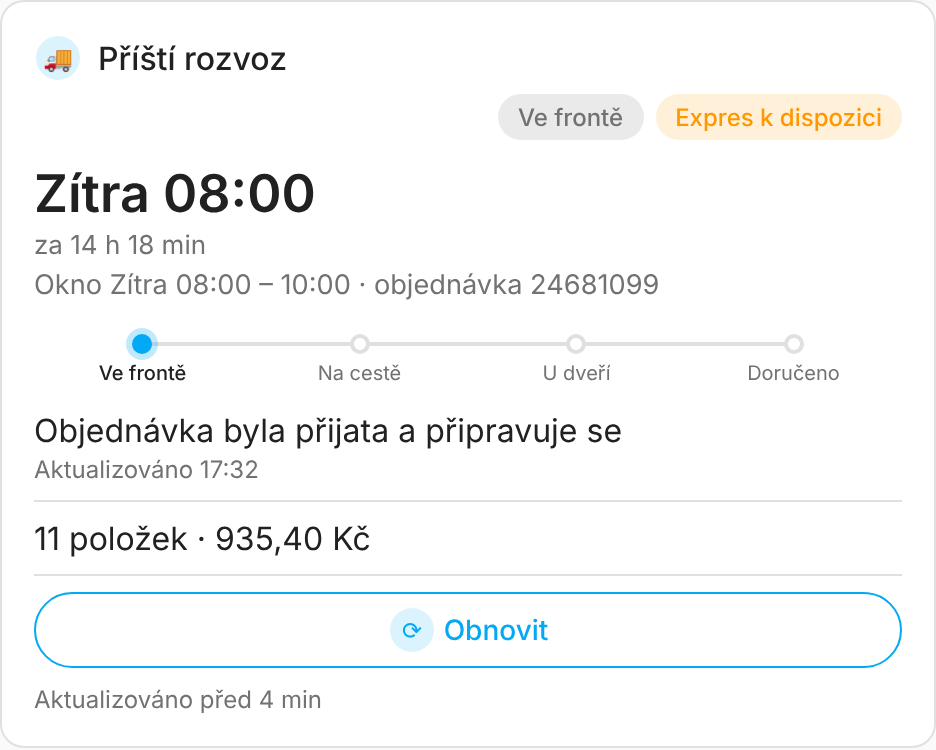 Příští rozvoz
Ve frontě
Expres k dispozici
Zítra 08:00
za 14 h 18 min
Okno Zítra 08:00 – 10:00 · objednávka 24681099
Ve frontě
Na cestě
U dveří
Doručeno
Objednávka byla přijata a připravuje se
Aktualizováno 17:32
11 položek · 935,40 Kč
Obnovit
Aktualizováno před 4 min